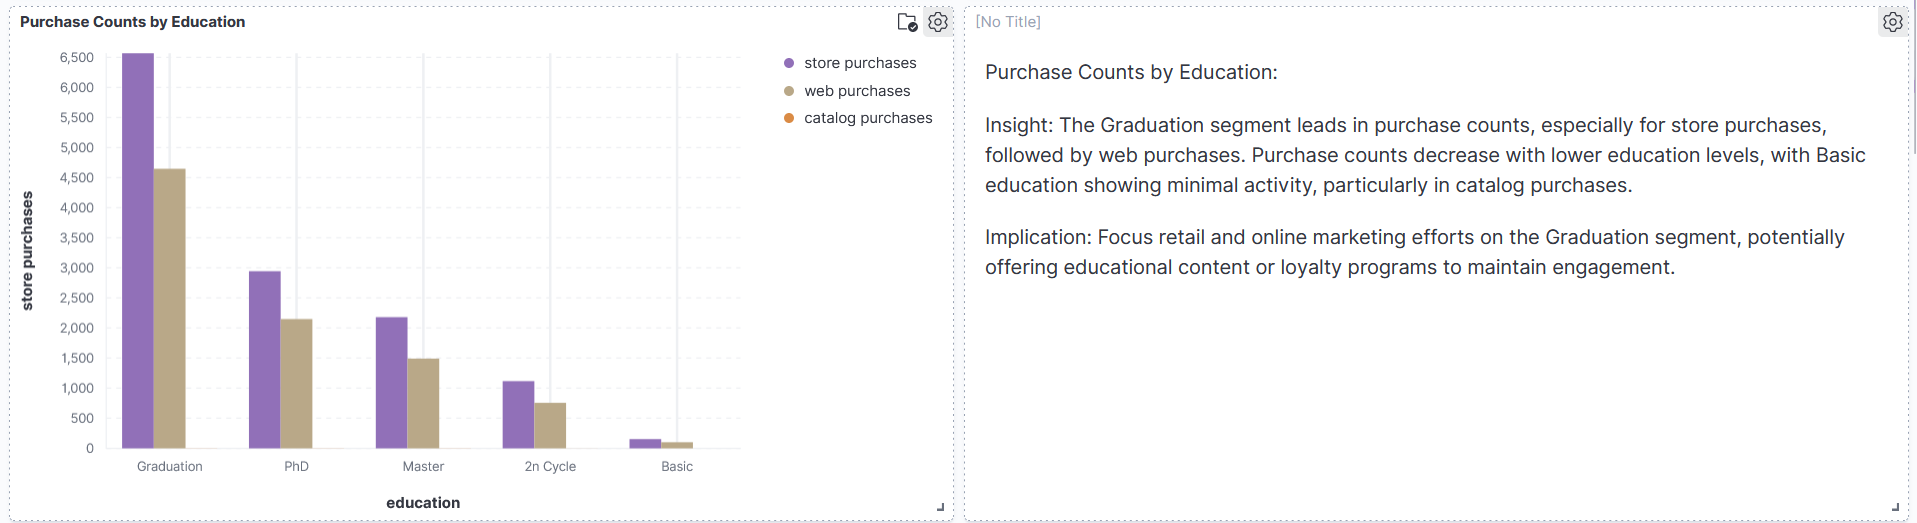 Purchase Counts by Education
6,500
6,000
5,500
5,000
4,500
4,000
3,500
3,000
2,500
2,000
1,500
1,000
500
0
store purchases
Graduation
PhD
Master
2n Cycle
Basic
education
store purchases
web purchases
catalog purchases
[No Title]
Purchase Counts by Education:
Insight: The Graduation segment leads in purchase counts, especially for store purchases,
followed by web purchases. Purchase counts decrease with lower education levels, with Basic
education showing minimal activity, particularly in catalog purchases.
Implication: Focus retail and online marketing efforts on the Graduation segment, potentially
offering educational content or loyalty programs to maintain engagement.